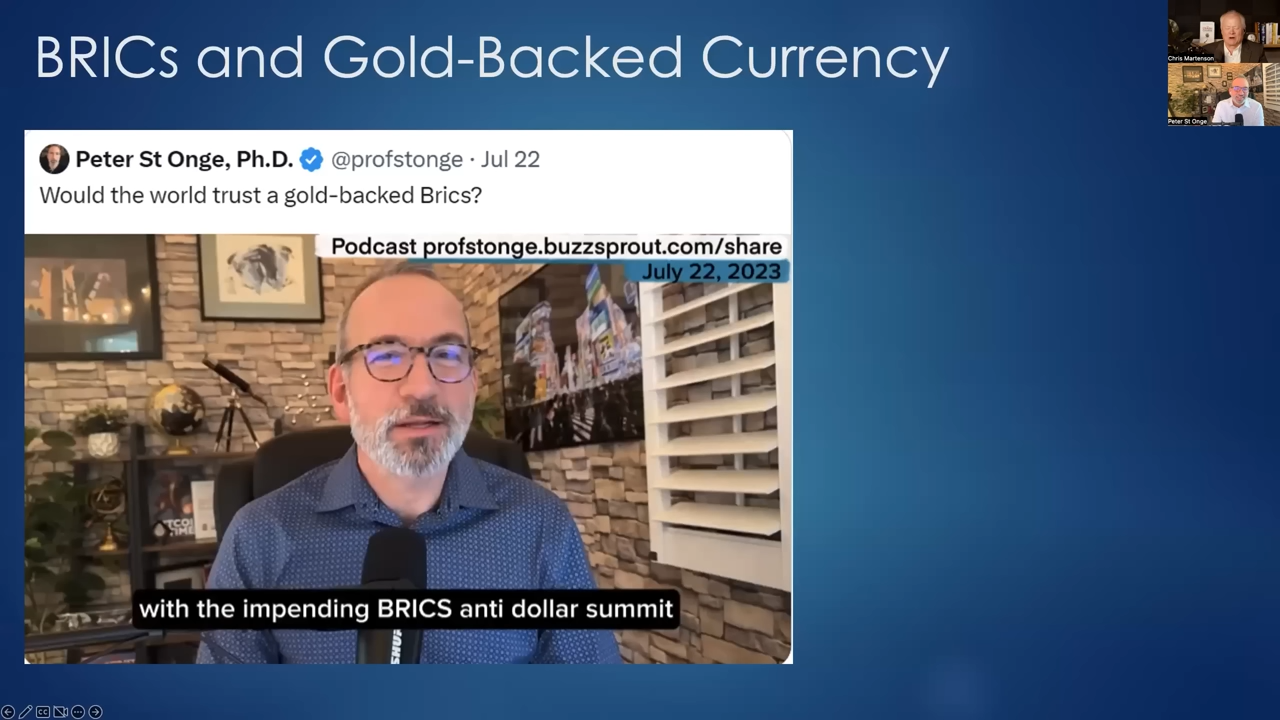 BRICs and Gold-Backed Currency
Chris Martenson
Peter St Onge
Peter St Onge, Ph.D. @profstonge · Jul 22
Would the world trust a gold-backed Brics?
Podcast profstonge.buzzsprout.com/share
July 22, 2023
with the impending BRICS anti dollar summit